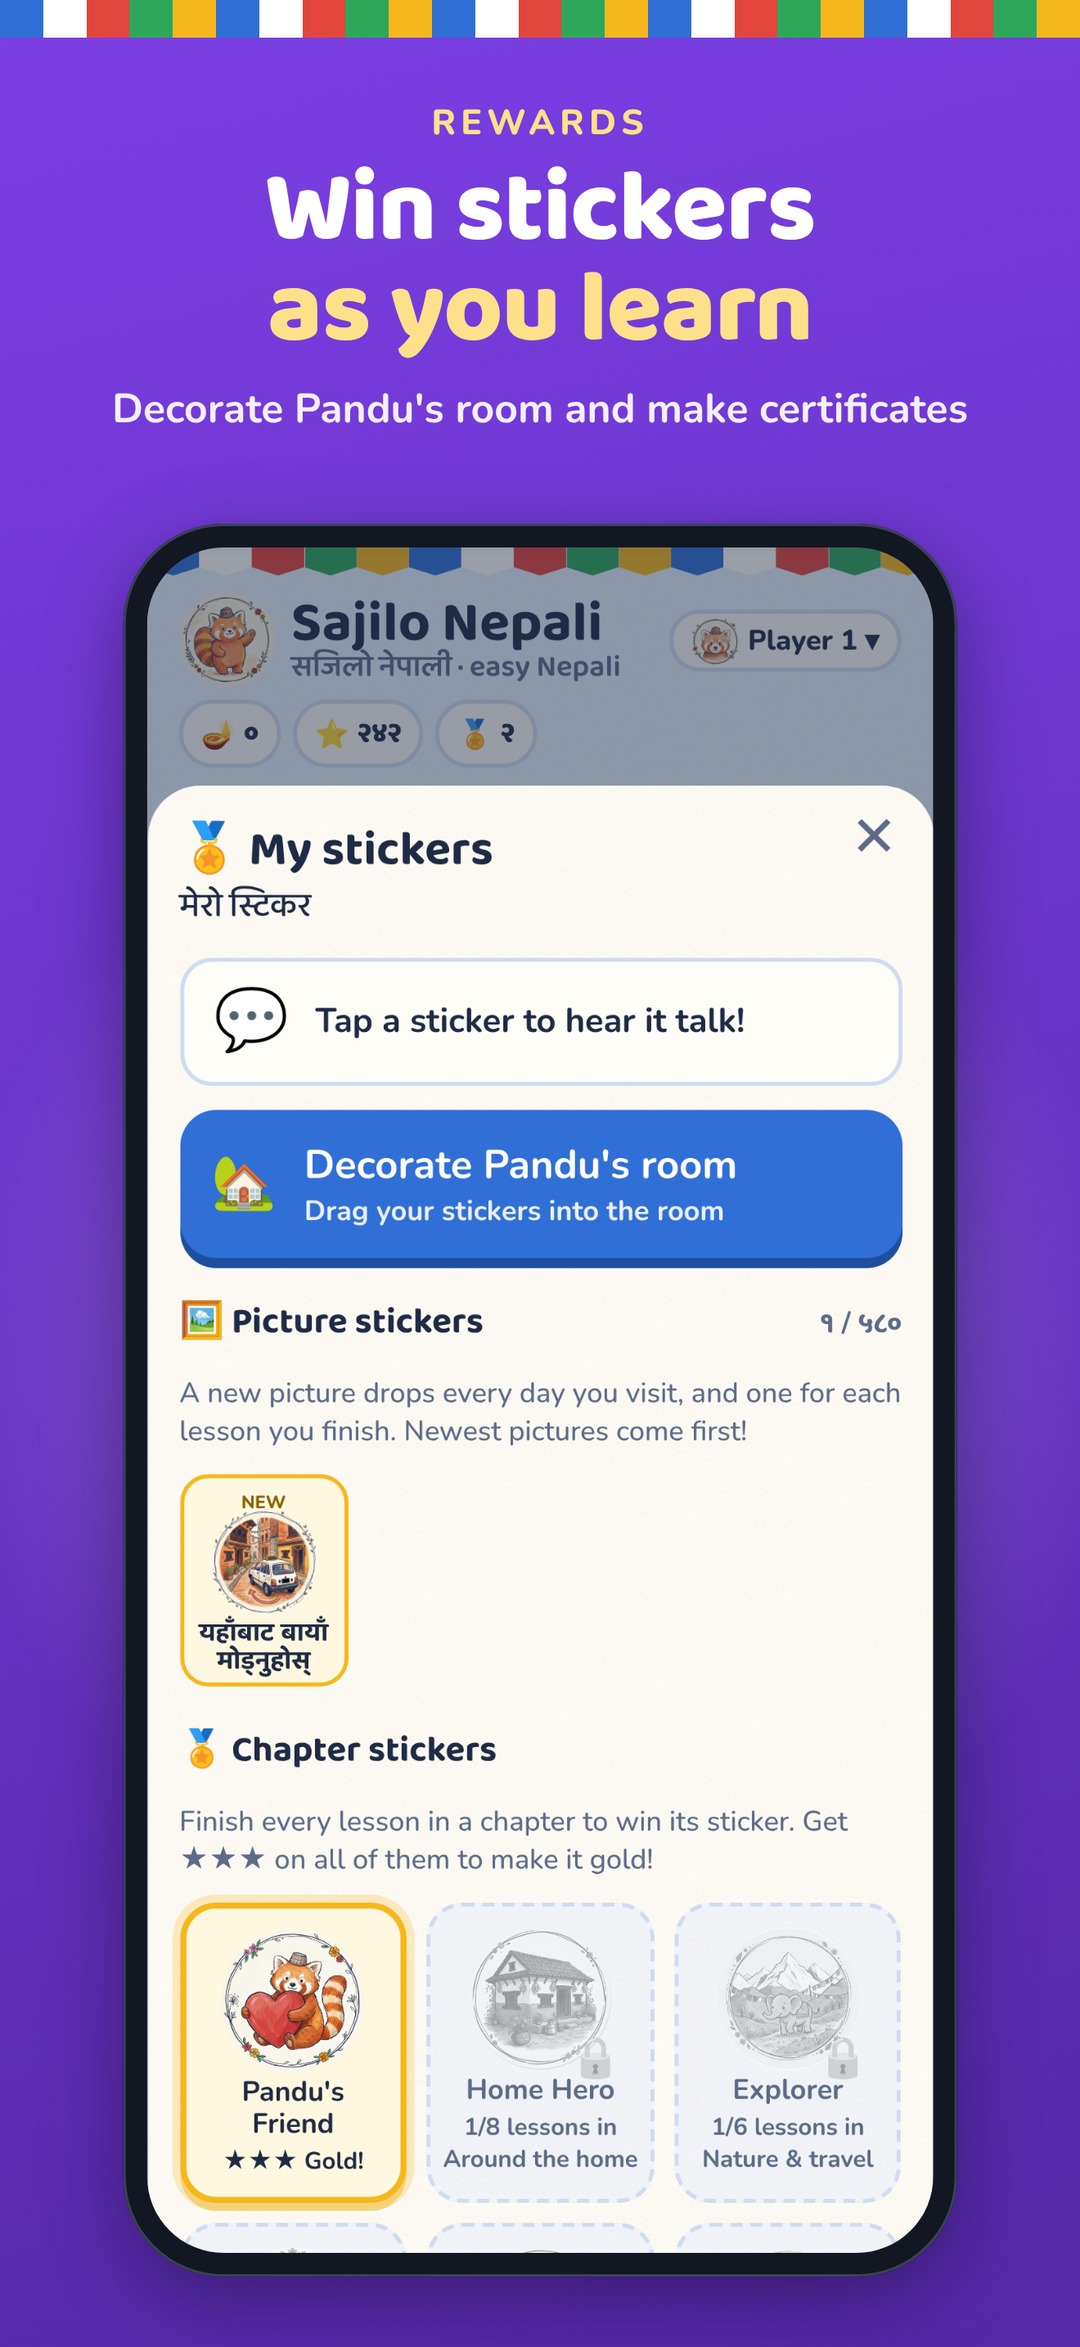 REWARDS
Win stickers
as you learn
Decorate Pandu's room and make certificates
Sajilo Nepali
सजिलो नेपाली · easy Nepali
Player 1 ▾
० २४२ २
My stickers
मेरो स्टिकर
Tap a sticker to hear it talk!
Decorate Pandu's room
Drag your stickers into the room
Picture stickers
१ / ५८०
A new picture drops every day you visit, and one for each
lesson you finish. Newest pictures come first!
NEW
यहाँबाट बायाँ
मोड्नुहोस्
Chapter stickers
Finish every lesson in a chapter to win its sticker. Get
★★★ on all of them to make it gold!
Pandu's
Friend
★★★ Gold!
Home Hero
1/8 lessons in
Around the home
Explorer
1/6 lessons in
Nature & travel